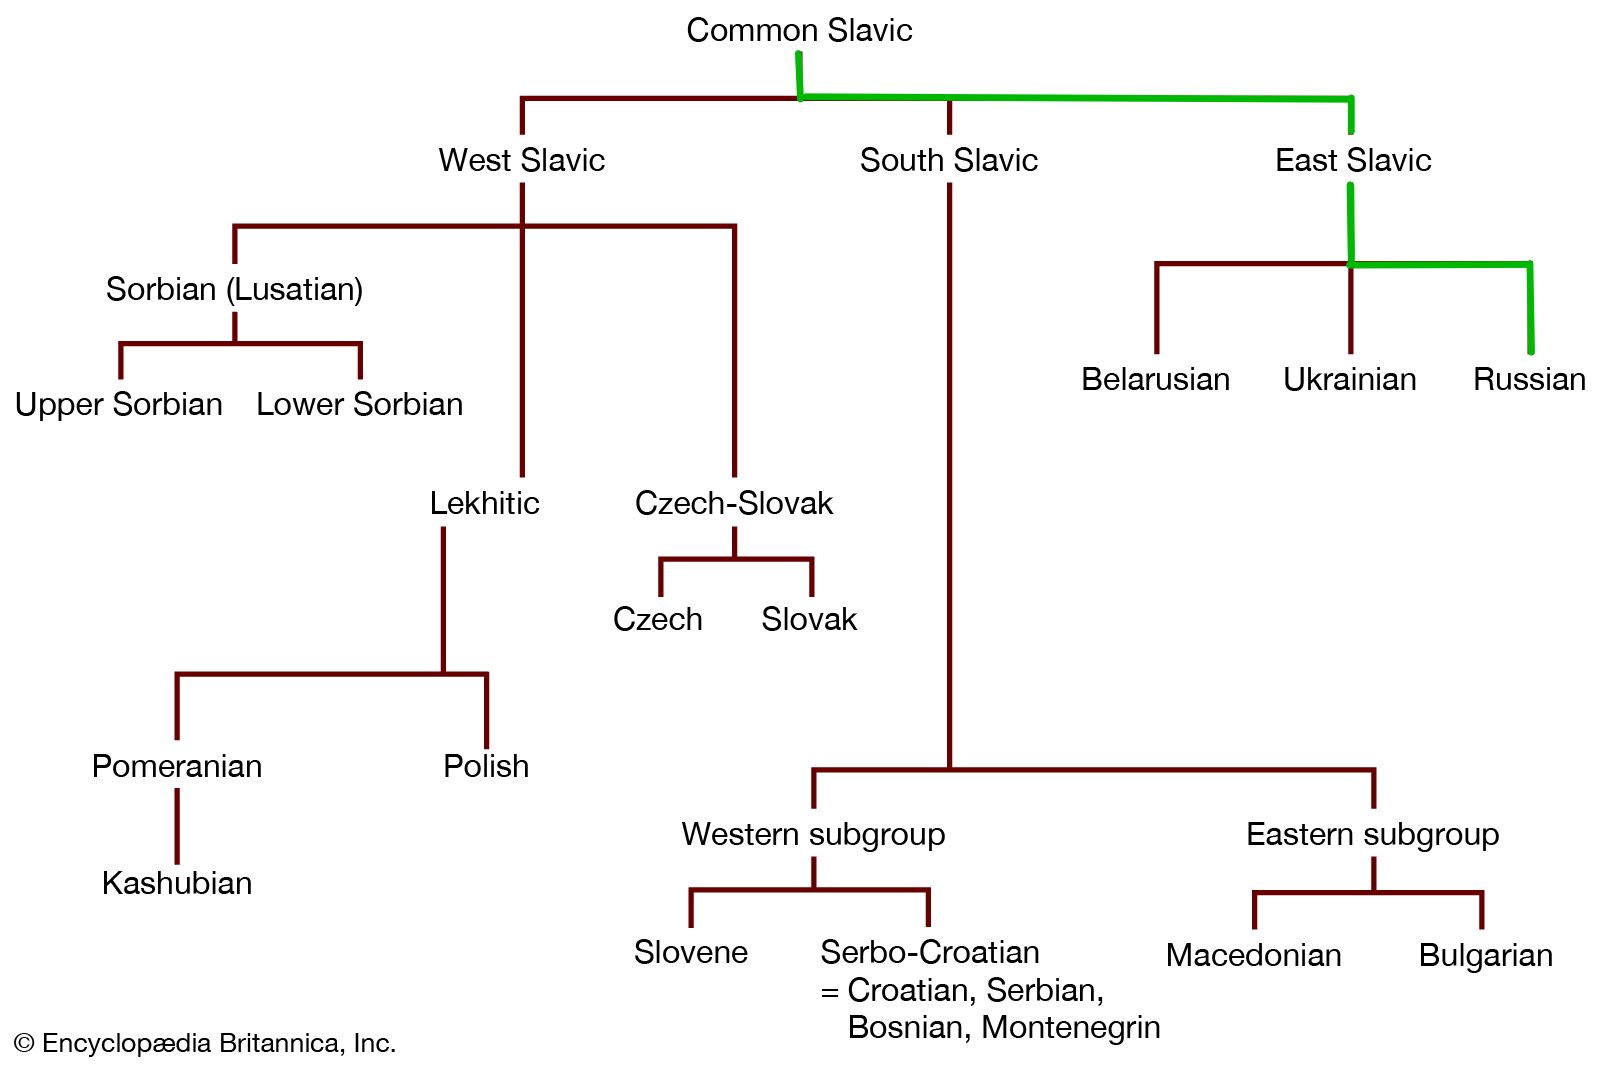 Common Slavic
West Slavic
South Slavic
East Slavic
Sorbian (Lusatian)
Upper Sorbian
Lower Sorbian
Belarusian
Ukrainian
Russian
Lekhitic
Czech-Slovak
Czech
Slovak
Pomeranian
Polish
Kashubian
Western subgroup
Eastern subgroup
Slovene
Serbo-Croatian
= Croatian, Serbian,
Bosnian, Montenegrin
Macedonian
Bulgarian
© Encyclopædia Britannica, Inc.